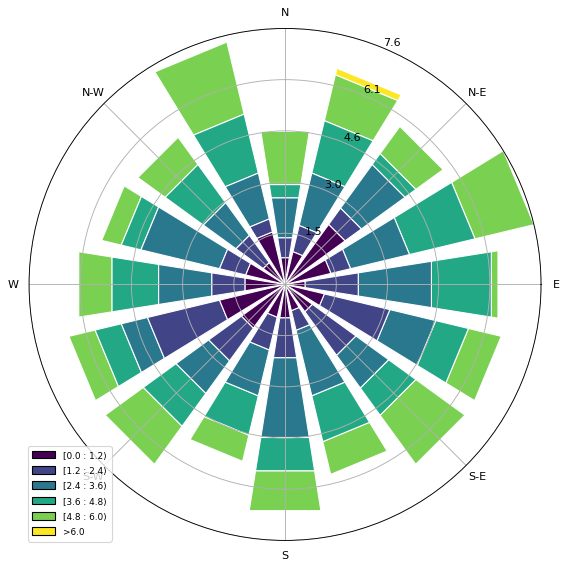 N
7.6
N-W
N-E
6.1
4.6
3.0
1.5
W
E
[0.0 : 1.2)
[1.2 : 2.4)
[2.4 : 3.6)
[3.6 : 4.8)
[4.8 : 6.0)
>6.0
S-W
S-E
S